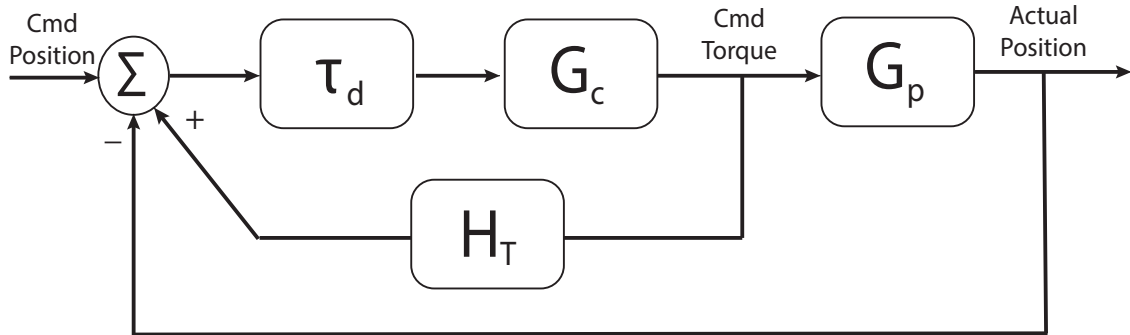 Cmd
Position
Σ
τd
Gc
Cmd
Torque
Gp
Actual
Position
+
−
HT